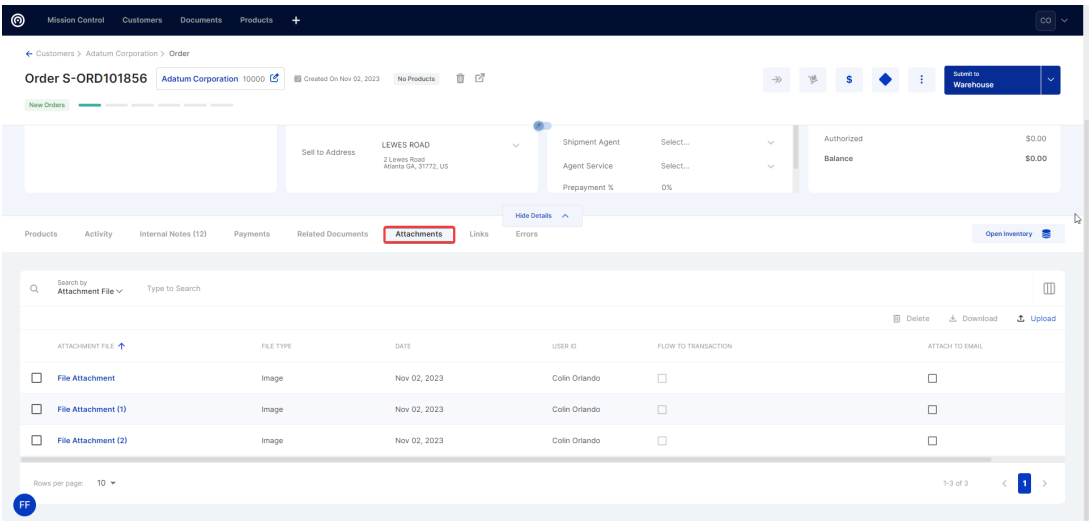 Mission Control Customers Documents Products + CO
← Customers > Adatum Corporation > Order
Order S-ORD101856 Adatum Corporation 10000 Created On Nov 02, 2023 No Products $ Submit to Warehouse
New Orders
Sell to Address LEWES ROAD
2 Lewes Road
Atlanta GA, 31772, US
Shipment Agent Select...
Agent Service Select...
Prepayment % 0%
Authorized $0.00
Balance $0.00
Hide Details
Products Activity Internal Notes (12) Payments Related Documents Attachments Links Errors Open Inventory
Search by
Attachment File Type to Search
Delete Download Upload
ATTACHMENT FILE FILE TYPE DATE USER ID FLOW TO TRANSACTION ATTACH TO EMAIL
File Attachment Image Nov 02, 2023 Colin Orlando
File Attachment (1) Image Nov 02, 2023 Colin Orlando
File Attachment (2) Image Nov 02, 2023 Colin Orlando
Rows per page: 10 1-3 of 3 < 1 >
FF